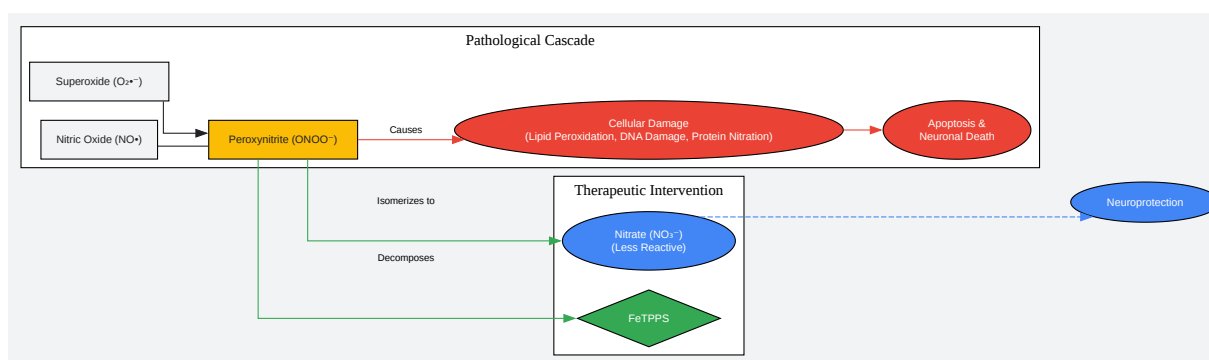 Pathological Cascade
Superoxide (O₂•⁻)
Nitric Oxide (NO•)
Peroxynitrite (ONOO⁻)
Causes
Cellular Damage
(Lipid Peroxidation, DNA Damage, Protein Nitration)
Apoptosis &
Neuronal Death
Therapeutic Intervention
Isomerizes to
Nitrate (NO₃⁻)
(Less Reactive)
Neuroprotection
Decomposes
FeTPPS